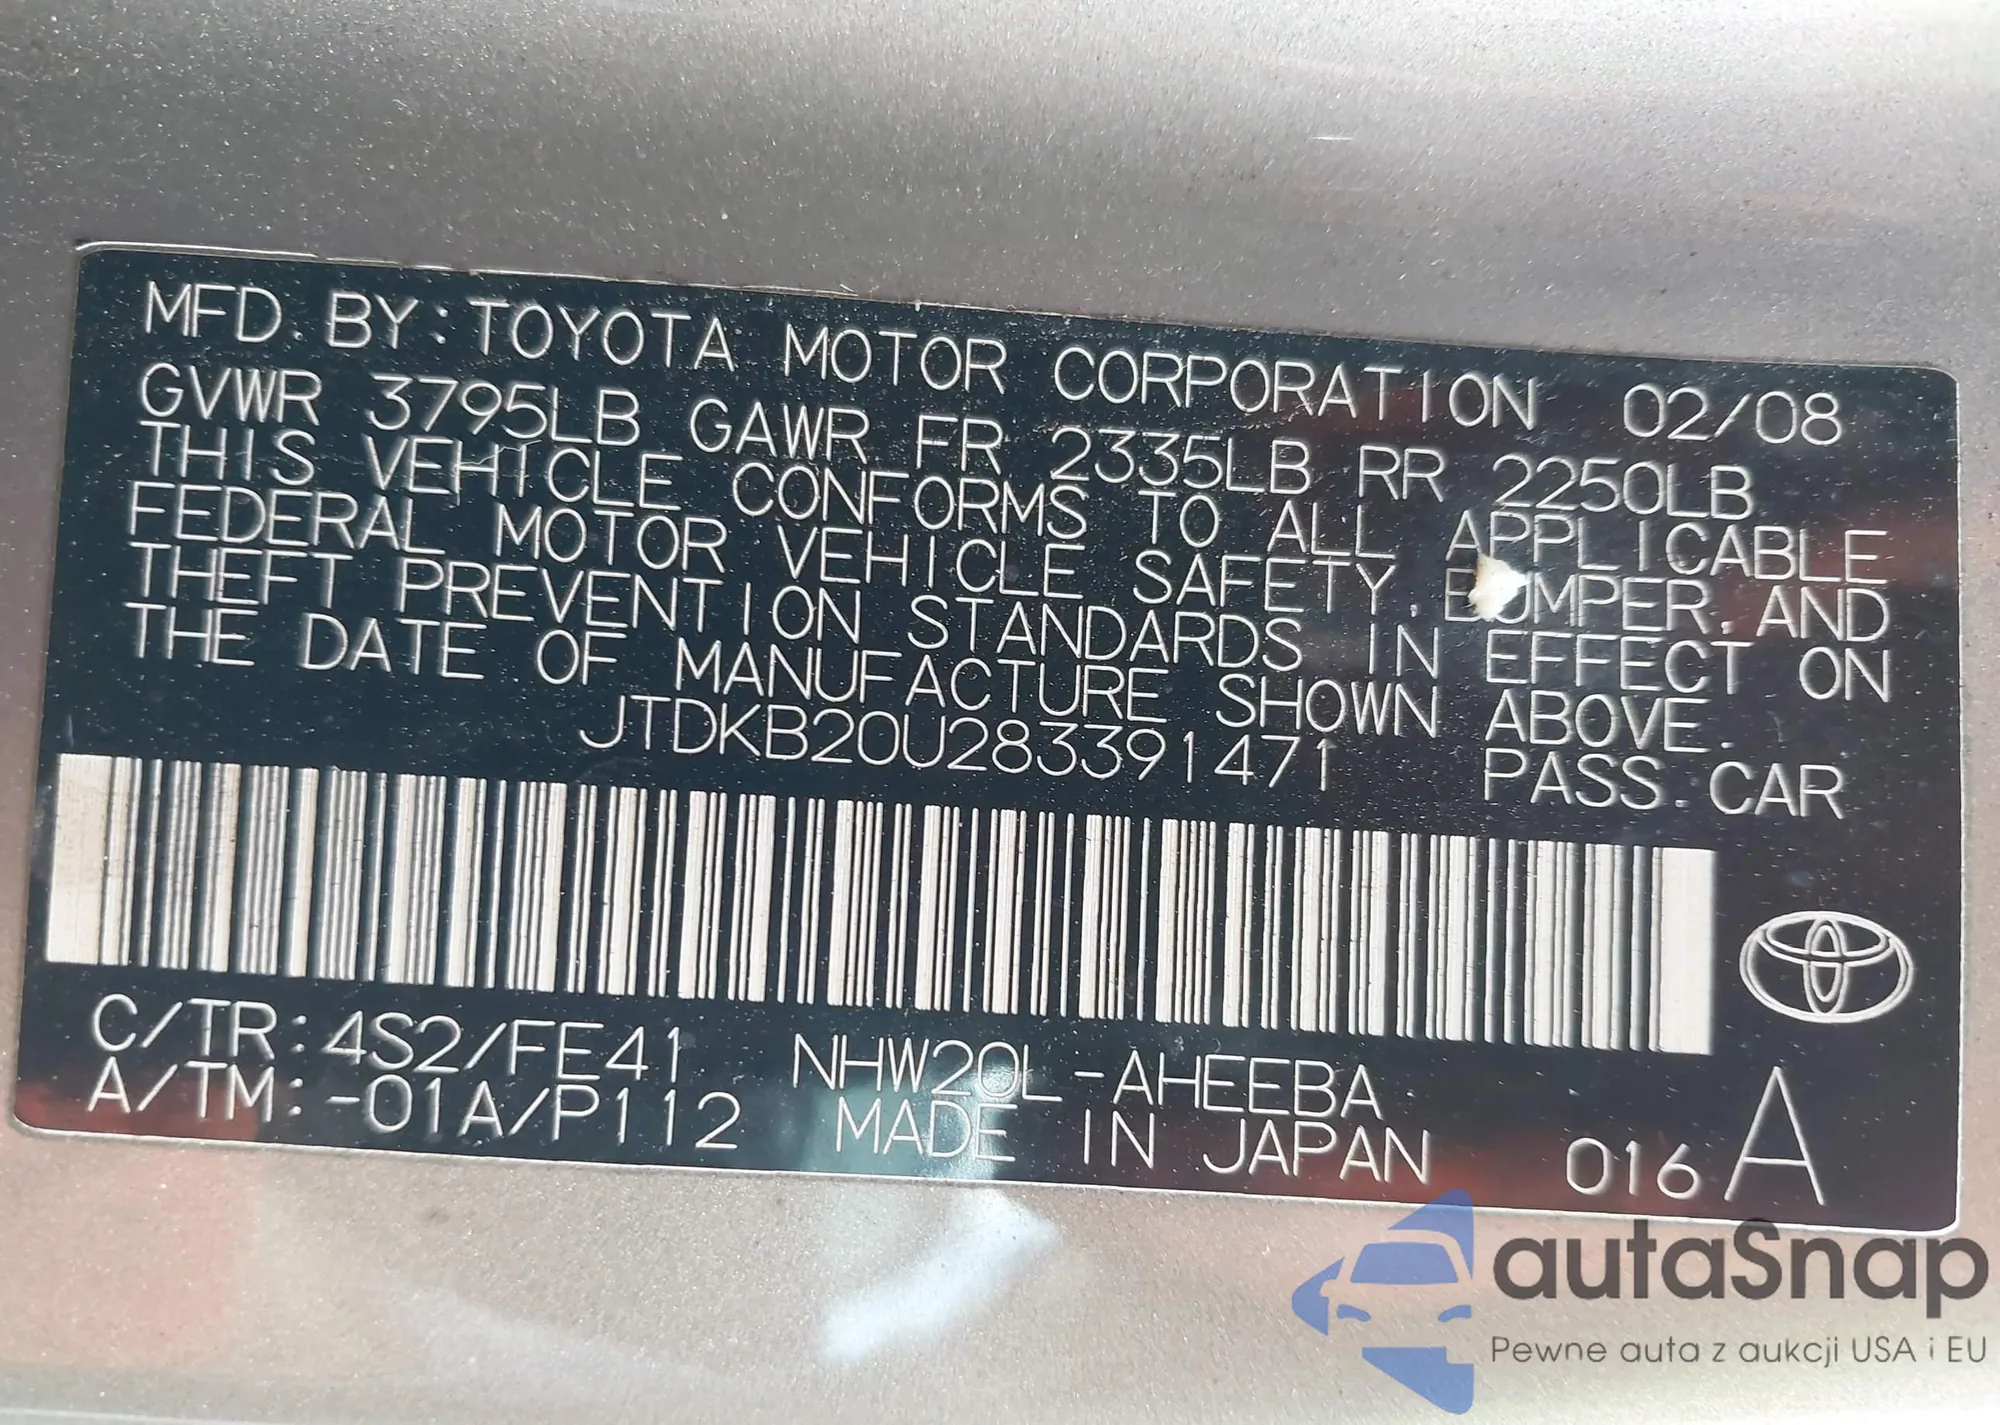 MFD. BY:TOYOTA MOTOR CORPORATION 02/08
GVWR 3795LB GAWR FR 2335LB RR 2250LB
THIS VEHICLE CONFORMS TO ALL APPLICABLE
FEDERAL MOTOR VEHICLE SAFETY, BUMPER, AND
THEFT PREVENTION STANDARDS IN EFFECT ON
THE DATE OF MANUFACTURE SHOWN ABOVE.
JTDKB20U283391471 PASS. CAR
C/TR:4S2/FE41 NHW20L-AHEEBA
A/TM:-01A/P112 MADE IN JAPAN 016 A
autaSnap
Pewne auta z aukcji USA i EU